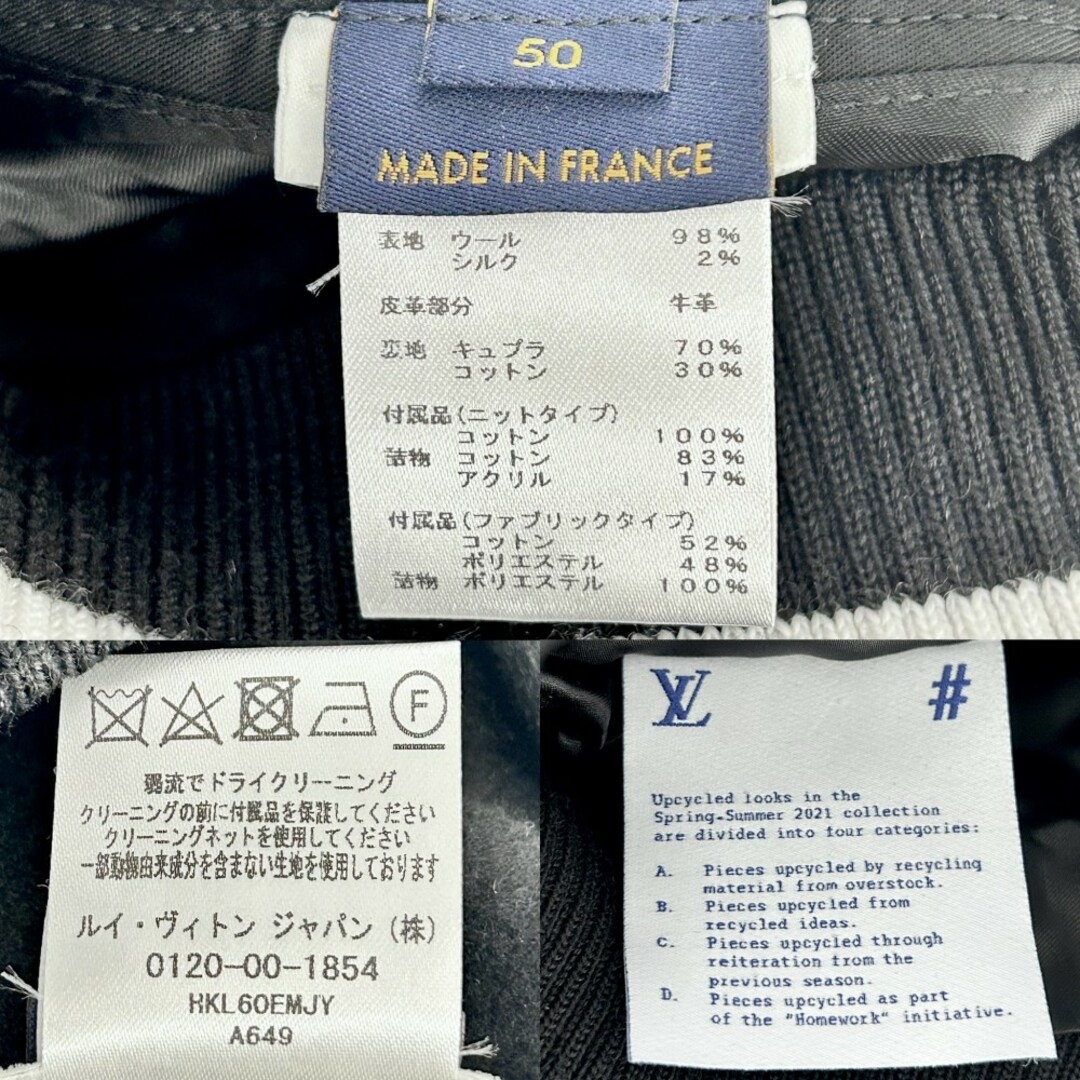 50
MADE IN FRANCE
表地 ウール 98%
シルク 2%
皮革部分 牛革
裏地 キュプラ 70%
コットン 30%
付属品(ニットタイプ)
コットン 100%
詰物 コットン 83%
アクリル 17%
付属品(ファブリックタイプ)
コットン 52%
ポリエステル 48%
詰物 ポリエステル 100%
F
弱流でドライクリーニング
クリーニングの前に付属品を保護してください
クリーニングネットを使用してください
一部動物由来成分を含まない生地を使用しております
ルイ・ヴィトン ジャパン (株)
0120-00-1854
HKL60EMJY
A649
LV #
Upcycled looks in the
Spring-Summer 2021 collection
are divided into four categories:
A. Pieces upcycled by recycling
material from overstock.
B. Pieces upcycled from
recycled ideas.
C. Pieces upcycled through
reiteration from the
previous season.
D. Pieces upcycled as part
of the "Homework" initiative.